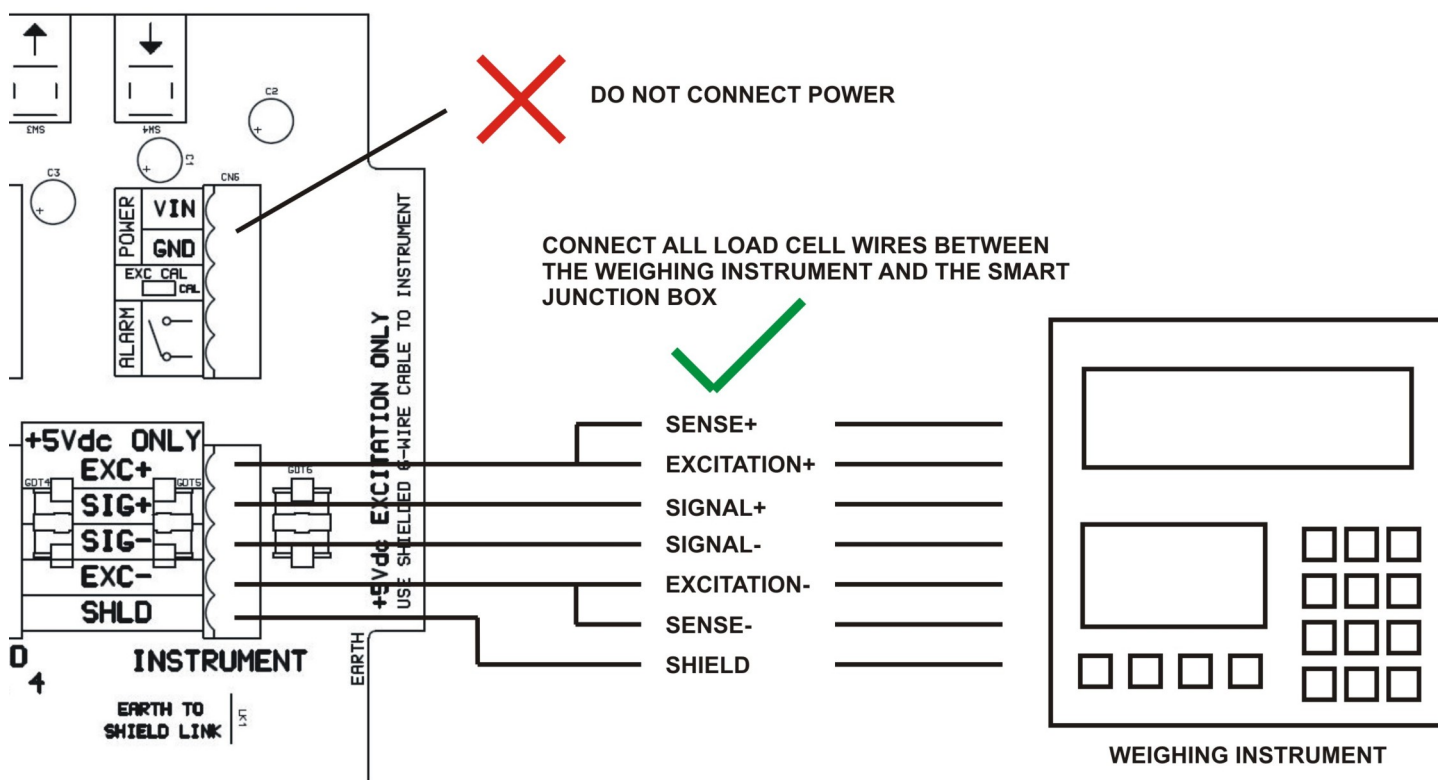 SW3
SW4
C2
C1
C3
CN6
POWER
VIN
GND
EXC CAL
CAL
ALARM
DO NOT CONNECT POWER
CONNECT ALL LOAD CELL WIRES BETWEEN
THE WEIGHING INSTRUMENT AND THE SMART
JUNCTION BOX
+5Vdc EXCITATION ONLY
USE SHIELDED 6-WIRE CABLE TO INSTRUMENT
+5Vdc ONLY
EXC+
SIG+
SIG-
EXC-
SHLD
GDT4
GDT5
GDT6
SENSE+
EXCITATION+
SIGNAL+
SIGNAL-
EXCITATION-
SENSE-
SHIELD
D
4
INSTRUMENT
EARTH
EARTH TO
SHIELD LINK
LK1
WEIGHING INSTRUMENT